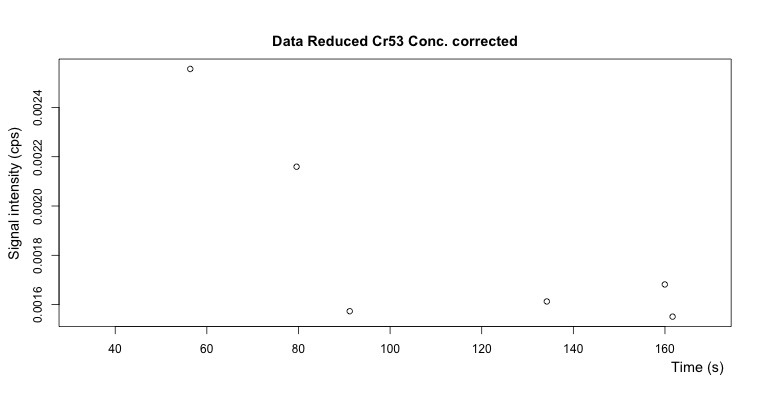 Data Reduced Cr53 Conc. corrected
Signal intensity (cps)
0.0024
0.0022
0.0020
0.0018
0.0016
40 60 80 100 120 140 160
Time (s)